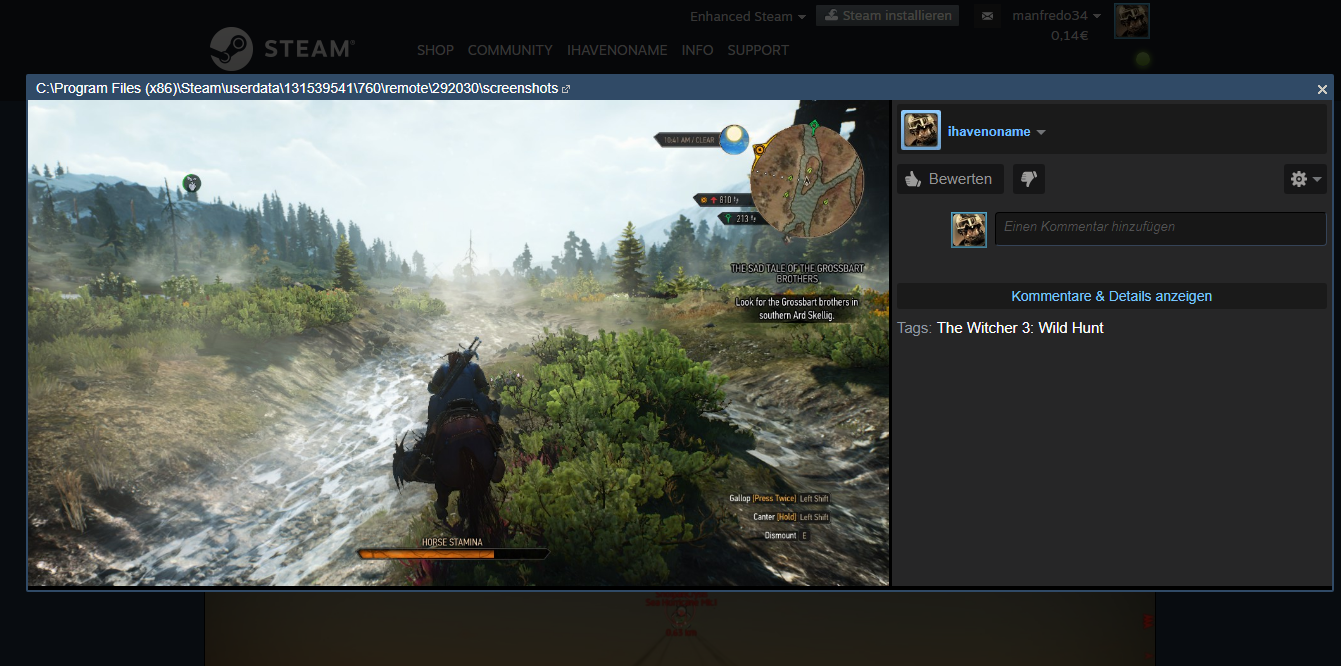 Enhanced Steam
Steam installieren
manfredo34
0,14€
STEAM®
SHOP COMMUNITY IHAVENONAME INFO SUPPORT
C:\Program Files (x86)\Steam\userdata\131539541\760\remote\292030\screenshots
10:41 AM / CLEAR
810
213
THE SAD TALE OF THE GROSSBART
BROTHERS
Look for the Grossbart brothers in
southern Ard Skellig.
Gallop [Press Twice] Left Shift
Canter [Hold] Left Shift
Dismount E
HORSE STAMINA
ihavenoname
Bewerten
Einen Kommentar hinzufügen
Kommentare & Details anzeigen
Tags: The Witcher 3: Wild Hunt